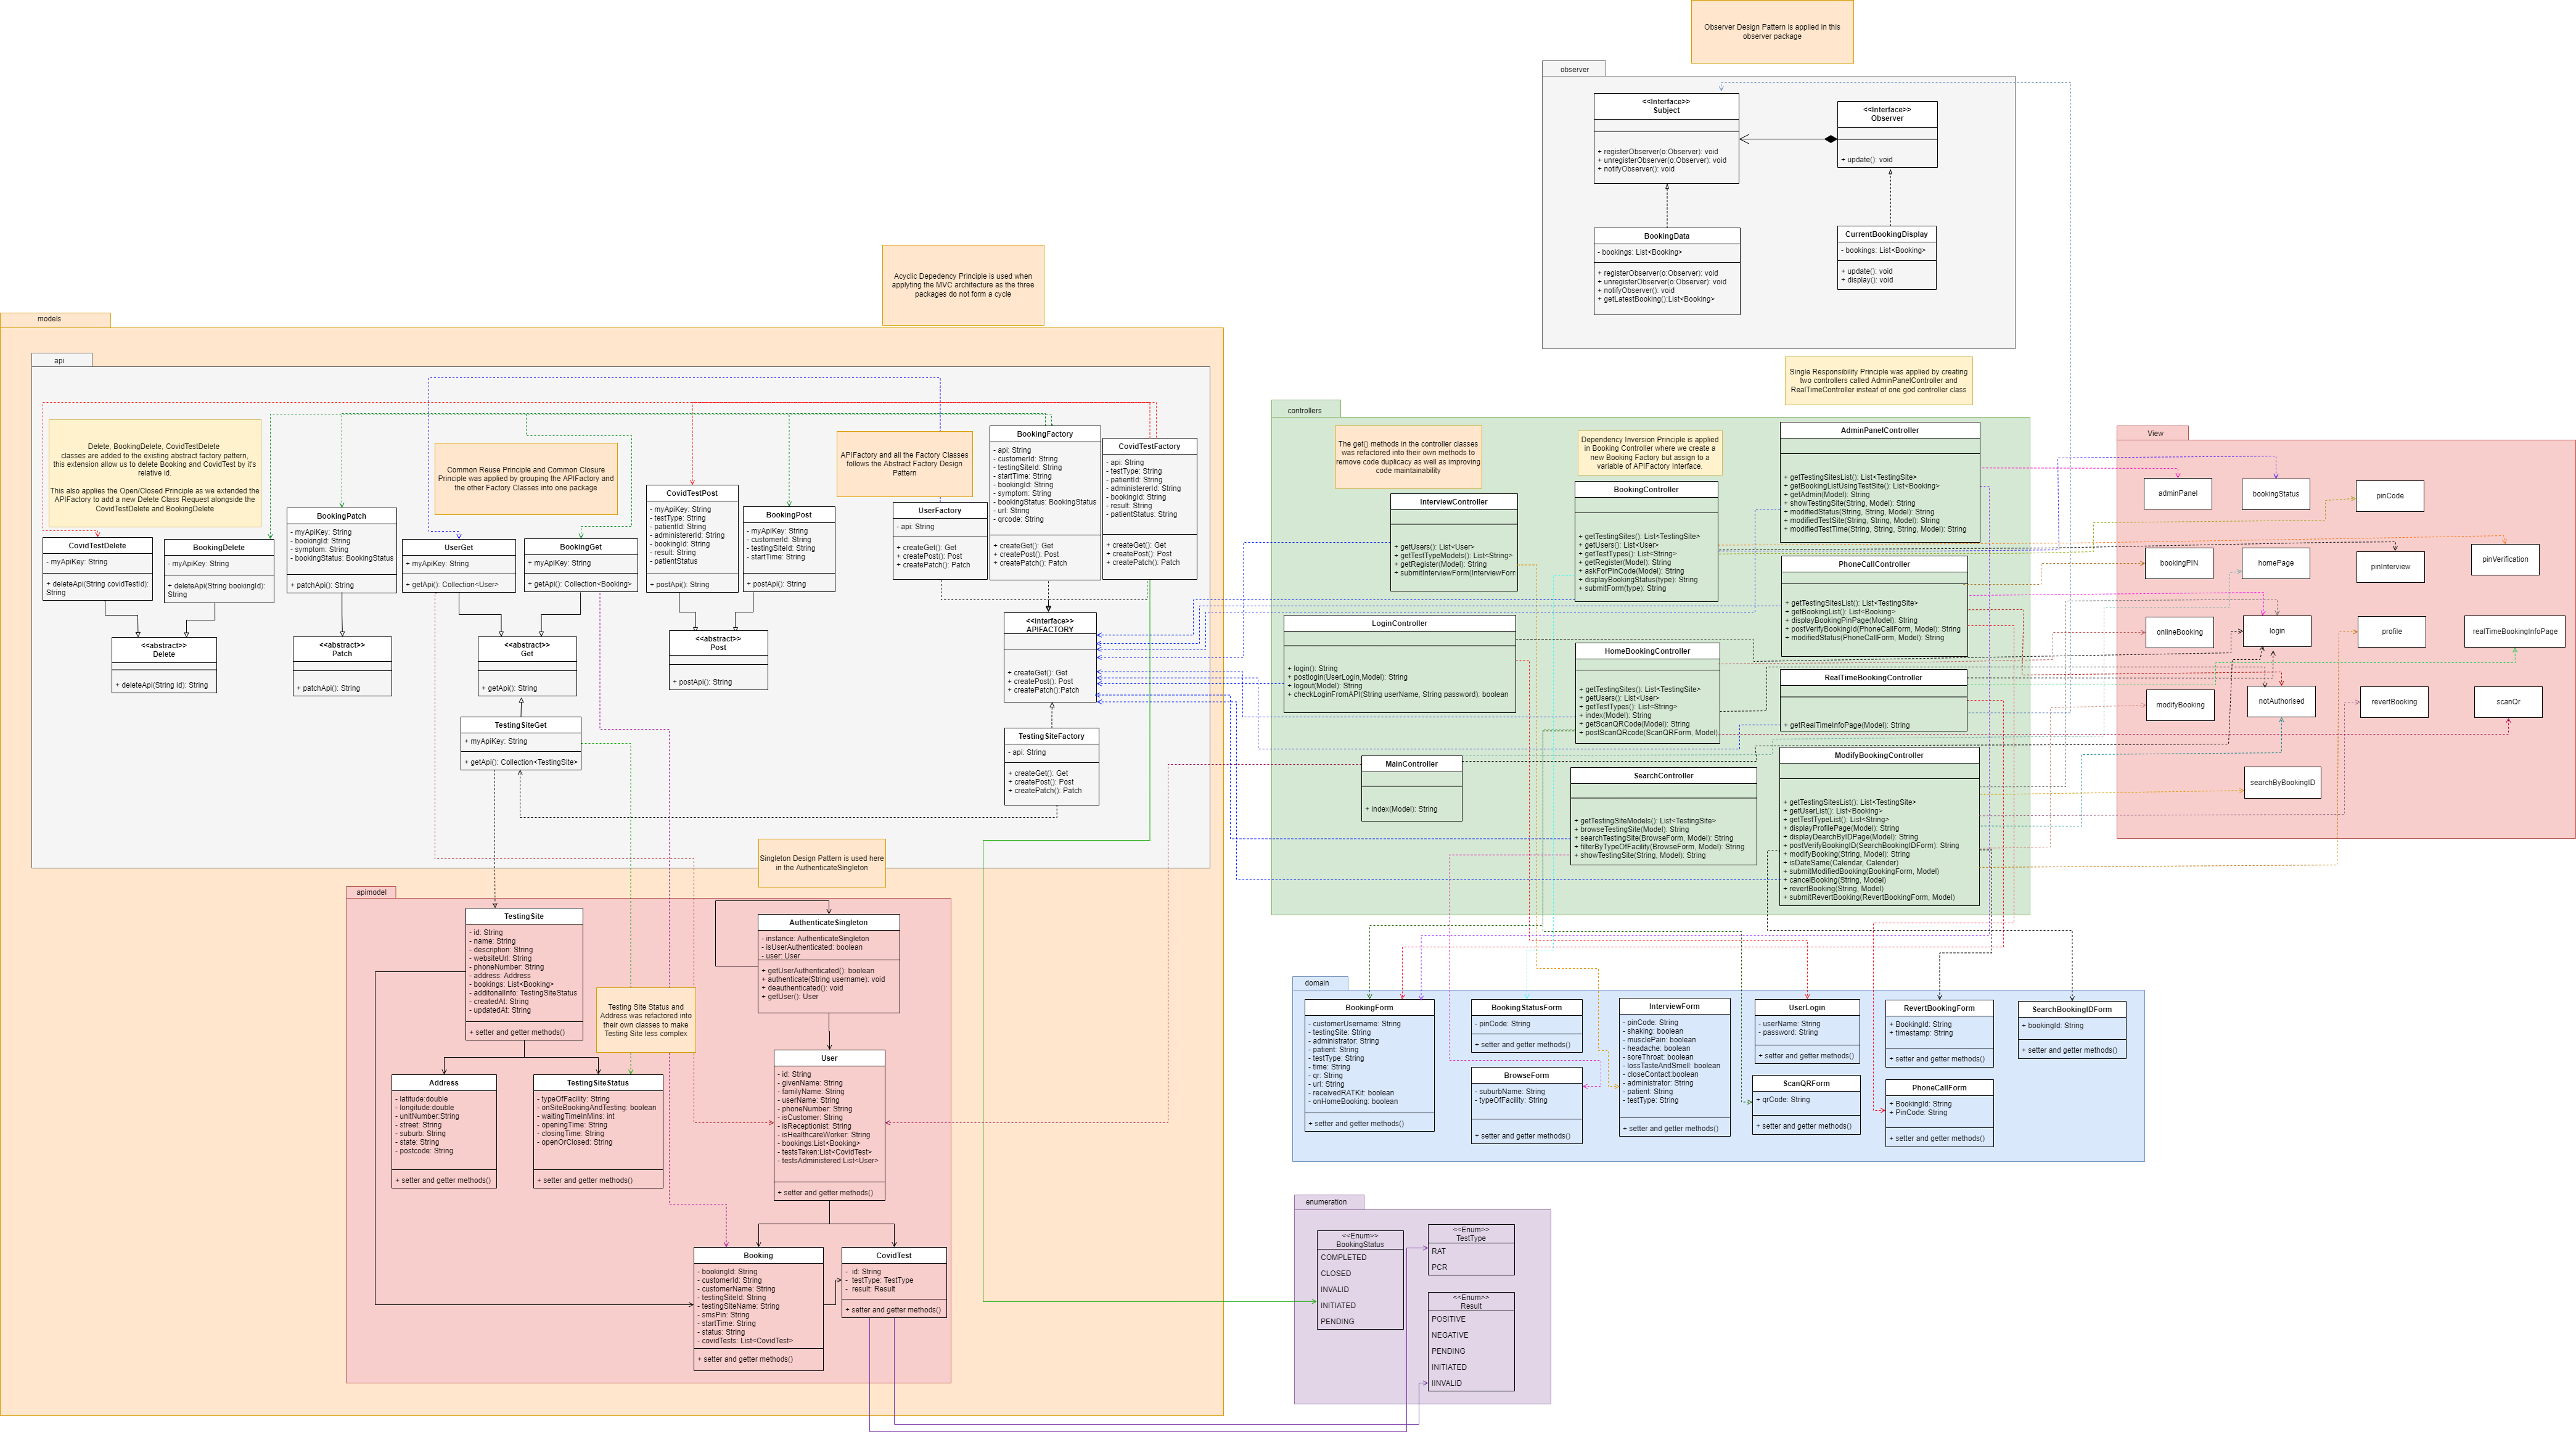 Observer Design Pattern is applied in this
observer package
observer
<<Interface>>
Subject
+ registerObserver(o:Observer): void
+ unregisterObserver(o:Observer): void
+ notifyObserver(): void
<<Interface>>
Observer
+ update(): void
BookingData
- bookings: List<Booking>
+ registerObserver(o:Observer): void
+ unregisterObserver(o:Observer): void
+ notifyObserver(): void
+ getLatestBooking():List<Booking>
CurrentBookingDisplay
- bookings: List<Booking>
+ update(): void
+ display(): void
Acyclic Depedency Principle is used when
applyting the MVC architecture as the three
packages do not form a cycle
models
api
Delete, BookingDelete, CovidTestDelete
classes are added to the existing abstract factory pattern,
this extension allow us to delete Booking and CovidTest by it's
relative id.
This also applies the Open/Closed Principle as we extended the
APIFactory to add a new Delete Class Request alongside the
CovidTestDelete and BookingDelete
Common Reuse Principle and Common Closure
Principle was applied by grouping the APIFactory and
the other Factory Classes into one package
APIFactory and all the Factory Classes
follows the Abstract Factory Design
Pattern
CovidTestDelete
- myApiKey: String
+ deleteApi(String covidTestid):
String
BookingDelete
- myApiKey: String
+ deleteApi(String bookingId):
String
BookingPatch
- myApiKey: String
- bookingId: String
- symptom: String
- bookingStatus: BookingStatus
+ patchApi(): String
UserGet
+ myApiKey: String
+ getApi(): Collection<User>
BookingGet
+ myApiKey: String
+ getApi(): Collection<Booking>
CovidTestPost
- myApiKey: String
- testType: String
- patientId: String
- administererId: String
- bookingId: String
- result: String
- patientStatus
+ postApi(): String
BookingPost
- myApiKey: String
- customerId: String
- testingSiteId: String
- startTime: String
+ postApi(): String
UserFactory
- api: String
+ createGet(): Get
+ createPost(): Post
+ createPatch(): Patch
BookingFactory
- api: String
- customerId: String
- testingSiteId: String
- startTime: String
- bookingId: String
- symptom: String
- bookingStatus: BookingStatus
- url: String
- qrcode: String
+ createGet(): Get
+ createPost(): Post
+ createPatch(): Patch
CovidTestFactory
- api: String
- testType: String
- patientId: String
- administererId: String
- bookingId: String
- result: String
- patientStatus: String
+ createGet(): Get
+ createPost(): Post
+ createPatch(): Patch
<<abstract>>
Delete
+ deleteApi(String id): String
<<abstract>>
Patch
+ patchApi(): String
<<abstract>>
Get
+ getApi(): String
<<abstract>>
Post
+ postApi(): String
<<interface>>
APIFACTORY
+ createGet(): Get
+ createPost(): Post
+ createPatch():Patch
TestingSiteGet
+ myApiKey: String
+ getApi(): Collection<TestingSite>
TestingSiteFactory
- api: String
+ createGet(): Get
+ createPost(): Post
+ createPatch(): Patch
Singleton Design Pattern is used here
in the AuthenticateSingleton
apimodel
TestingSite
- id: String
- name: String
- description: String
- websiteUrl: String
- phoneNumber: String
- address: Address
- bookings: List<Booking>
- additonalInfo: TestingSiteStatus
- createdAt: String
- updatedAt: String
+ setter and getter methods()
AuthenticateSingleton
- instance: AuthenticateSingleton
- isUserAuthenticated: boolean
- user: User
+ getUserAuthenticated(): boolean
+ authenticate(String username): void
+ deauthenticated(): void
+ getUser(): User
Testing Site Status and
Address was refactored into
their own classes to make
Testing Site less complex
Address
- latitude:double
- longitude:double
- unitNumber:String
- street: String
- suburb: String
- state: String
- postcode: String
+ setter and getter methods()
TestingSiteStatus
- typeOfFacility: String
- onSiteBookingAndTesting: boolean
- waitingTimeInMins: int
- openingTime: String
- closingTime: String
- openOrClosed: String
+ setter and getter methods()
User
- id: String
- givenName: String
- familyName: String
- userName: String
- phoneNumber: String
- isCustomer: String
- isReceptionist: String
- isHealthcareWorker: String
- bookings:List<Booking>
- testsTaken:List<CovidTest>
- testsAdministered:List<User>
+ setter and getter methods()
Booking
- bookingId: String
- customerId: String
- customerName: String
- testingSiteId: String
- testingSiteName: String
- smsPin: String
- startTime: String
- status: String
- covidTests: List<CovidTest>
+ setter and getter methods()
CovidTest
- id: String
- testType: TestType
- result: Result
+ setter and getter methods()
Single Responsibility Principle was applied by creating
two controllers called AdminPanelController and
RealTimeController insteaf of one god controller class
controllers
The get() methods in the controller classes
was refactored into their own methods to
remove code duplicacy as well as improving
code maintainability
Dependency Inversion Principle is applied
in Booking Controller where we create a
new Booking Factory but assign to a
variable of APIFactory Interface.
InterviewController
+ getUsers(): List<User>
+ getTestTypeModels(): List<String>
+ getRegister(Model): String
+ submitInterviewForm(InterviewForm
BookingController
+ getTestingSites(): List<TestingSite>
+ getUsers(): List<User>
+ getTestTypes(): List<String>
+ getRegister(Model): String
+ askForPinCode(Model): String
+ displayBookingStatus(type): String
+ submitForm(type): String
AdminPanelController
+ getTestingSitesList(): List<TestingSite>
+ getBookingListUsingTestSite(): List<Booking>
+ getAdmin(Model): String
+ showTestingSite(String, Model): String
+ modifiedStatus(String, String, Model): String
+ modifiedTestSite(String, String, Model): String
+ modifiedTestTime(String, String, String, Model): String
PhoneCallController
+ getTestingSitesList(): List<TestingSite>
+ getBookingList(): List<Booking>
+ displayBookingPinPage(Model): String
+ postVerifyBookingId(PhoneCallForm, Model): String
+ modifiedStatus(PhoneCallForm, Model): String
LoginController
+ login(): String
+ postlogin(UserLogin,Model): String
+ logout(Model): String
+ checkLoginFromAPI(String userName, String password): boolean
HomeBookingController
+ getTestingSites(): List<TestingSite>
+ getUsers(): List<User>
+ getTestTypes(): List<String>
+ index(Model): String
+ getScanQRCode(Model): String
+ postScanQRcode(ScanQRForm, Model)
RealTimeBookingController
+ getRealTimeInfoPage(Model): String
MainController
+ index(Model): String
SearchController
+ getTestingSiteModels(): List<TestingSite>
+ browseTestingSite(Model): String
+ searchTestingSite(BrowseForm, Model): String
+ filterByTypeOfFacility(BrowseForm, Model): String
+ showTestingSite(String, Model): String
ModifyBookingController
+ getTestingSitesList(): List<TestingSite>
+ getUserList(): List<Booking>
+ getTestTypeList(): List<String>
+ displayProfilePage(Model): String
+ displayDearchByIDPage(Model): String
+ postVerifyBookingID(SearchBookingIDForm): String
+ modifyBooking(String, Model): String
+ isDateSame(Calendar, Calender)
+ submitModifiedBooking(BookingForm, Model)
+ cancelBooking(String, Model)
+ revertBooking(String, Model)
+ submitRevertBooking(RevertBookingForm, Model)
View
adminPanel
bookingStatus
pinCode
bookingPIN
homePage
pinInterview
pinVerification
onlineBooking
login
profile
realTimeBookingInfoPage
modifyBooking
notAuthorised
revertBooking
scanQr
searchByBookingID
domain
BookingForm
- customerUsername: String
- testingSite: String
- administrator: String
- patient: String
- testType: String
- time: String
- qr: String
- url: String
- receivedRATKit: boolean
- onHomeBooking: boolean
+ setter and getter methods()
BookingStatusForm
- pinCode: String
+ setter and getter methods()
BrowseForm
- suburbName: String
- typeOfFacility: String
+ setter and getter methods()
InterviewForm
- pinCode: String
- shaking: boolean
- musclePain: boolean
- headache: boolean
- soreThroat: boolean
- lossTasteAndSmell: boolean
- closeContact:boolean
- administrator: String
- patient: String
- testType: String
+ setter and getter methods()
UserLogin
- userName: String
- password: String
+ setter and getter methods()
ScanQRForm
+ qrCode: String
+ setter and getter methods()
RevertBookingForm
+ BookingId: String
+ timestamp: String
+ setter and getter methods()
PhoneCallForm
+ BookingId: String
+ PinCode: String
+ setter and getter methods()
SearchBookingIDForm
+ bookingId: String
+ setter and getter methods()
enumeration
<<Enum>>
BookingStatus
COMPLETED
CLOSED
INVALID
INITIATED
PENDING
<<Enum>>
TestType
RAT
PCR
<<Enum>>
Result
POSITIVE
NEGATIVE
PENDING
INITIATED
IINVALID